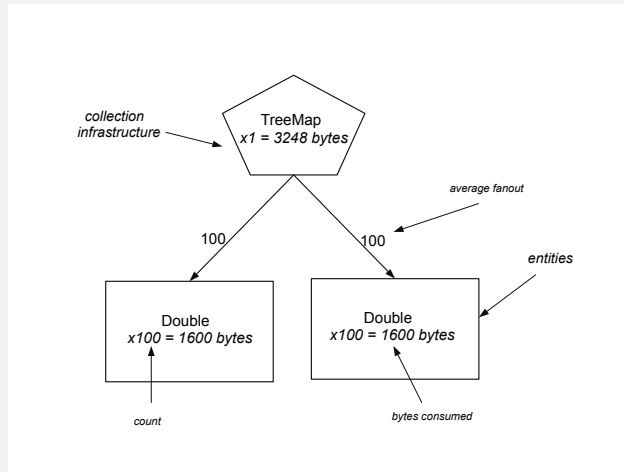 collection
infrastructure
TreeMap
x1 = 3248 bytes
average fanout
100
100
entities
Double
x100 = 1600 bytes
Double
x100 = 1600 bytes
count
bytes consumed